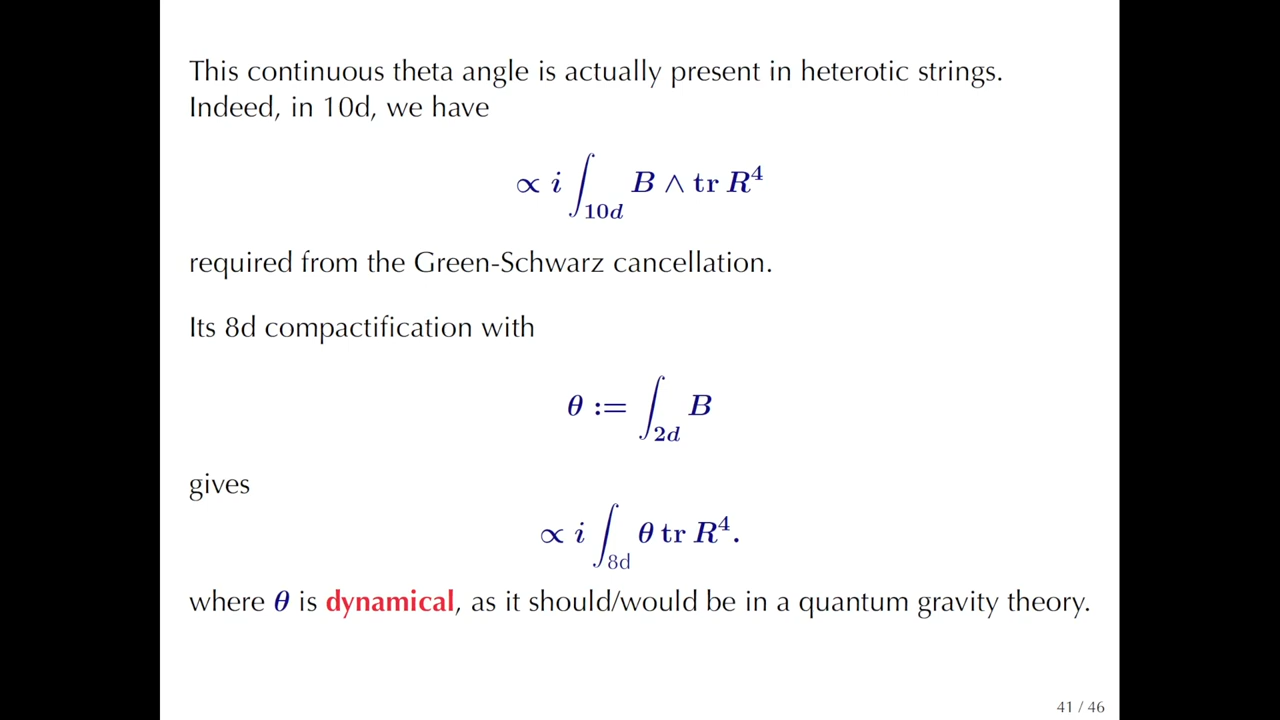 This continuous theta angle is actually present in heterotic strings.
Indeed, in 10d, we have
∝ i ∫_{10d} B ∧ tr R^4
required from the Green-Schwarz cancellation.
Its 8d compactification with
θ := ∫_{2d} B
gives
∝ i ∫_{8d} θ tr R^4.
where θ is dynamical, as it should/would be in a quantum gravity theory.
41 / 46